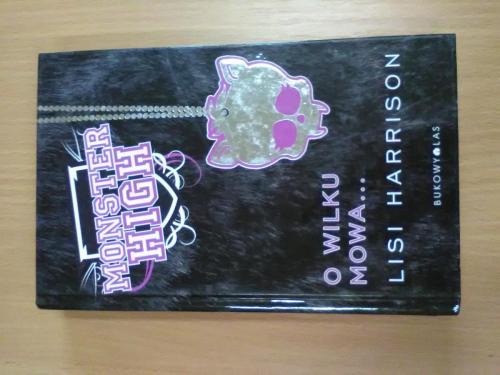 MONSTER
HIGH
O WILKU
MOWA...
LISI HARRISON
BUKOWY LAS